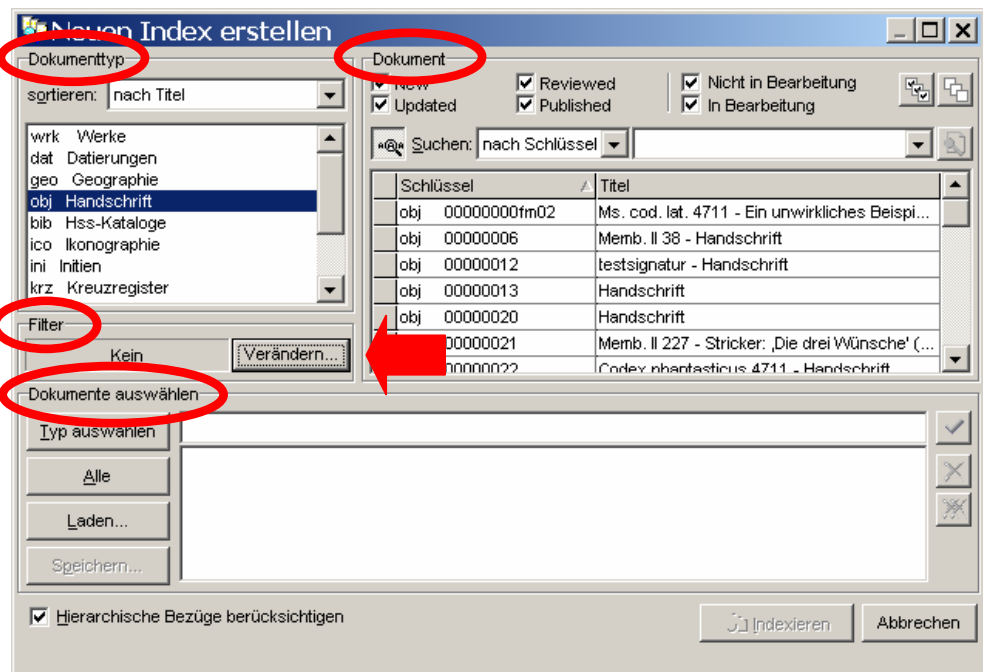 Neuen Index erstellen
Dokumenttyp
sortieren: nach Titel
wrk Werke
dat Datierungen
geo Geographie
obj Handschrift
bib Hss-Kataloge
ico Ikonographie
ini Initien
krz Kreuzregister
Filter
Kein Verändern...
Dokument
New Reviewed Nicht in Bearbeitung
Updated Published In Bearbeitung
Suchen: nach Schlüssel
Schlüssel Titel
obj 00000000fm02 Ms. cod. lat. 4711 - Ein unwirkliches Beispi...
obj 00000006 Memb. II 38 - Handschrift
obj 00000012 testsignatur - Handschrift
obj 00000013 Handschrift
obj 00000020 Handschrift
00000021 Memb. II 227 - Stricker: ‚Die drei Wünsche' (...
00000022 Codex phantasticus 4711 - Handschrift
Dokumente auswählen
Typ auswählen
Alle
Laden...
Speichern...
Hierarchische Bezüge berücksichtigen
Indexieren Abbrechen